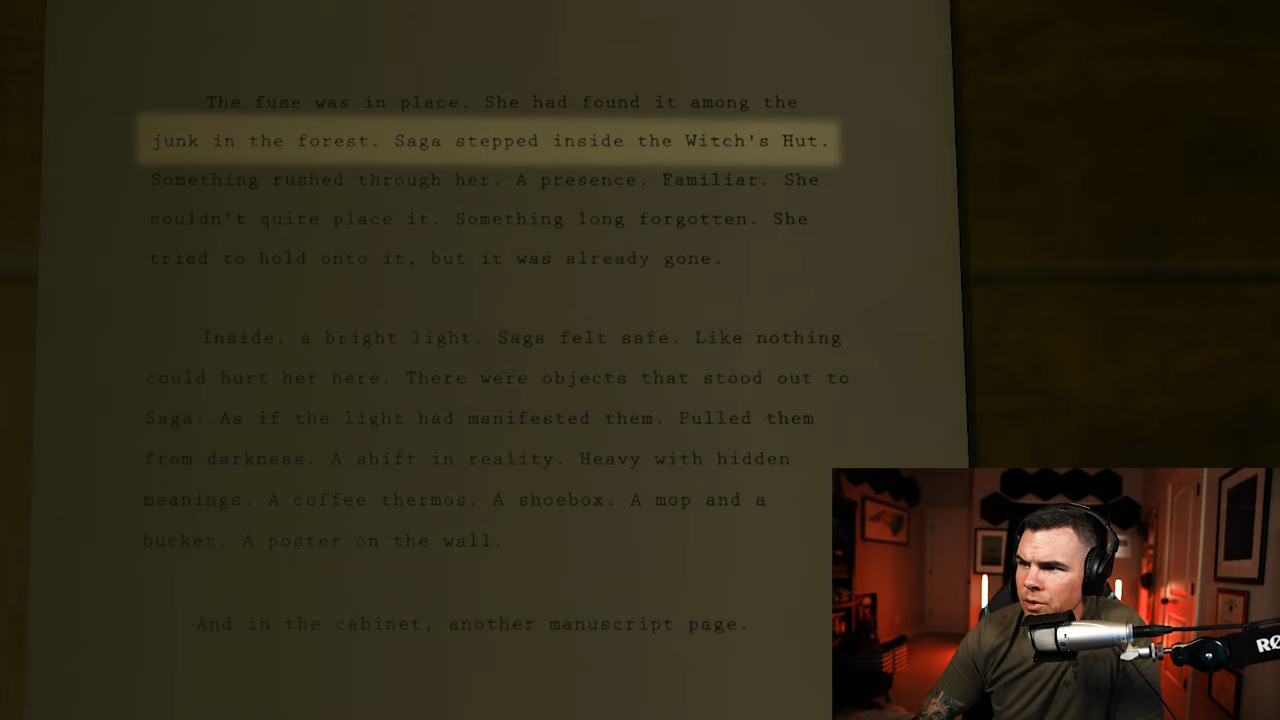 The fuse was in place. She had found it among the
junk in the forest. Saga stepped inside the Witch's Hut.
Something rushed through her. A presence. Familiar. She
couldn't quite place it. Something long forgotten. She
tried to hold onto it, but it was already gone.
Inside, a bright light. Saga felt safe. Like nothing
could hurt her here. There were objects that stood out to
Saga. As if the light had manifested them. Pulled them
from darkness. A shift in reality. Heavy with hidden
meanings. A coffee thermos. A shoebox. A mop and a
bucket. A poster on the wall.
And in the cabinet, another manuscript page.